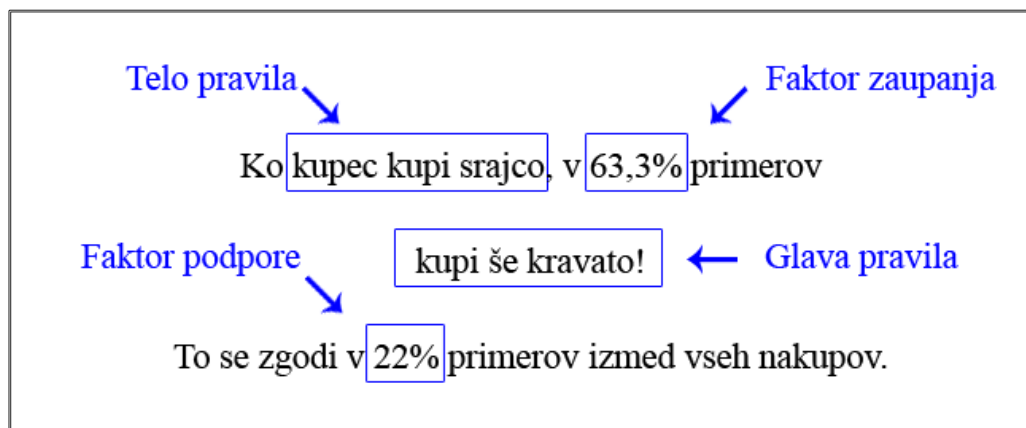 Telo pravila
Faktor zaupanja
Ko kupec kupi srajco, v 63,3% primerov
Faktor podpore
kupi še kravato!
Glava pravila
To se zgodi v 22% primerov izmed vseh nakupov.